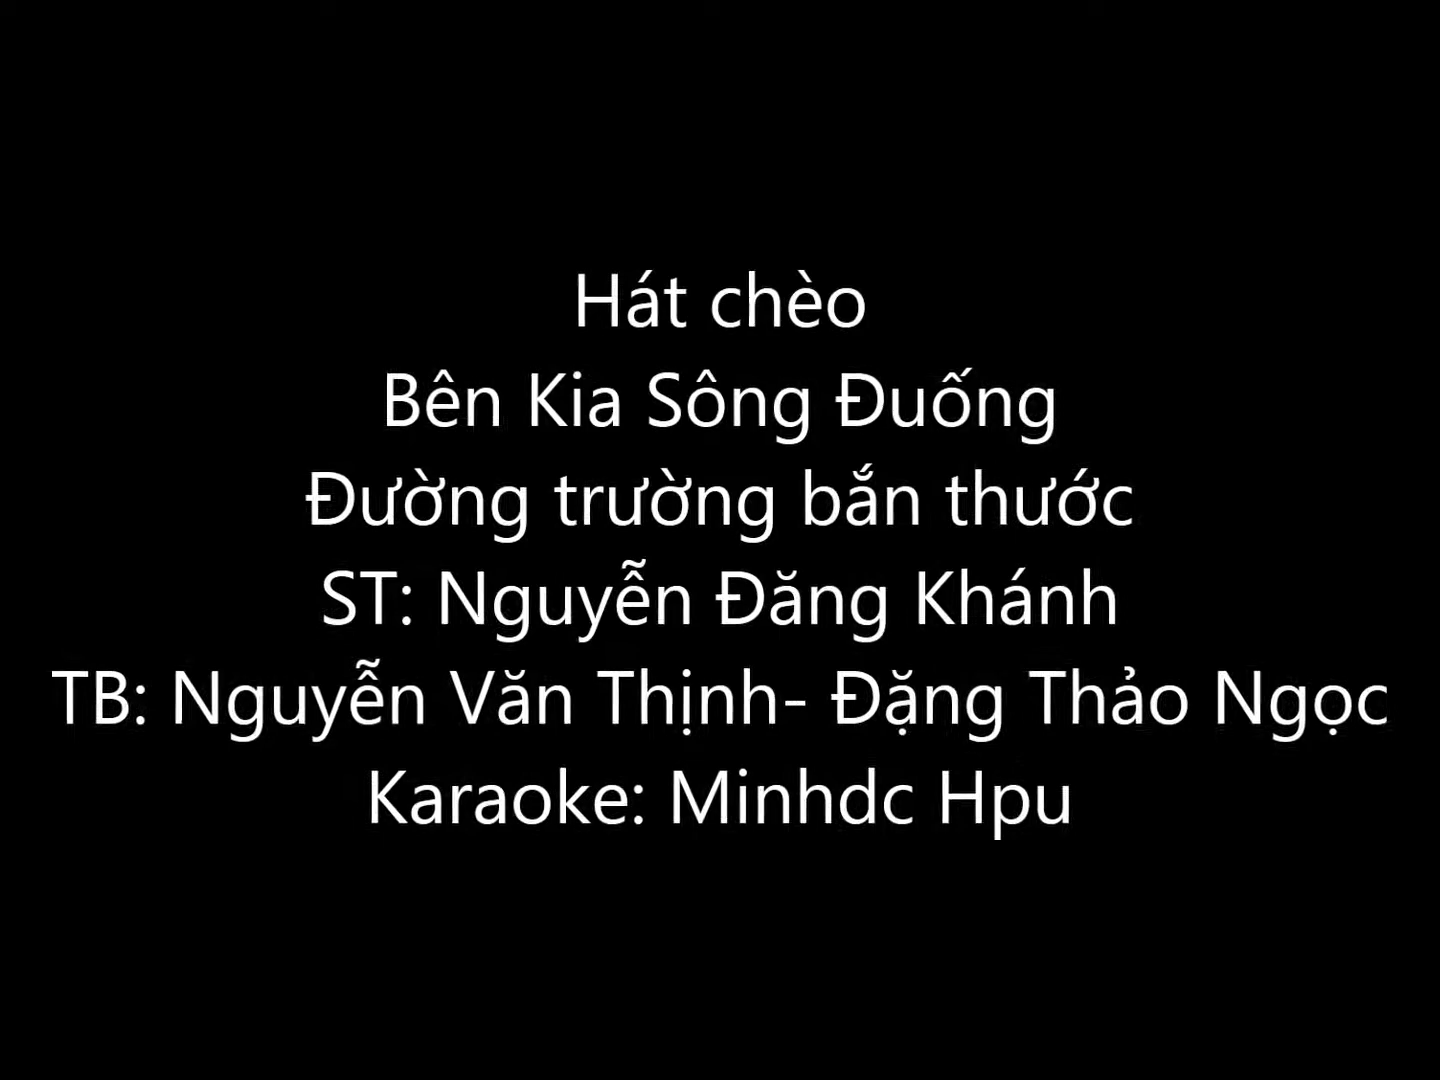 Hát chèo
Bên Kia Sông Đuống
Đường trường bắn thước
ST: Nguyễn Đăng Khánh
TB: Nguyễn Văn Thịnh- Đặng Thảo Ngọc
Karaoke: Minhdc Hpu